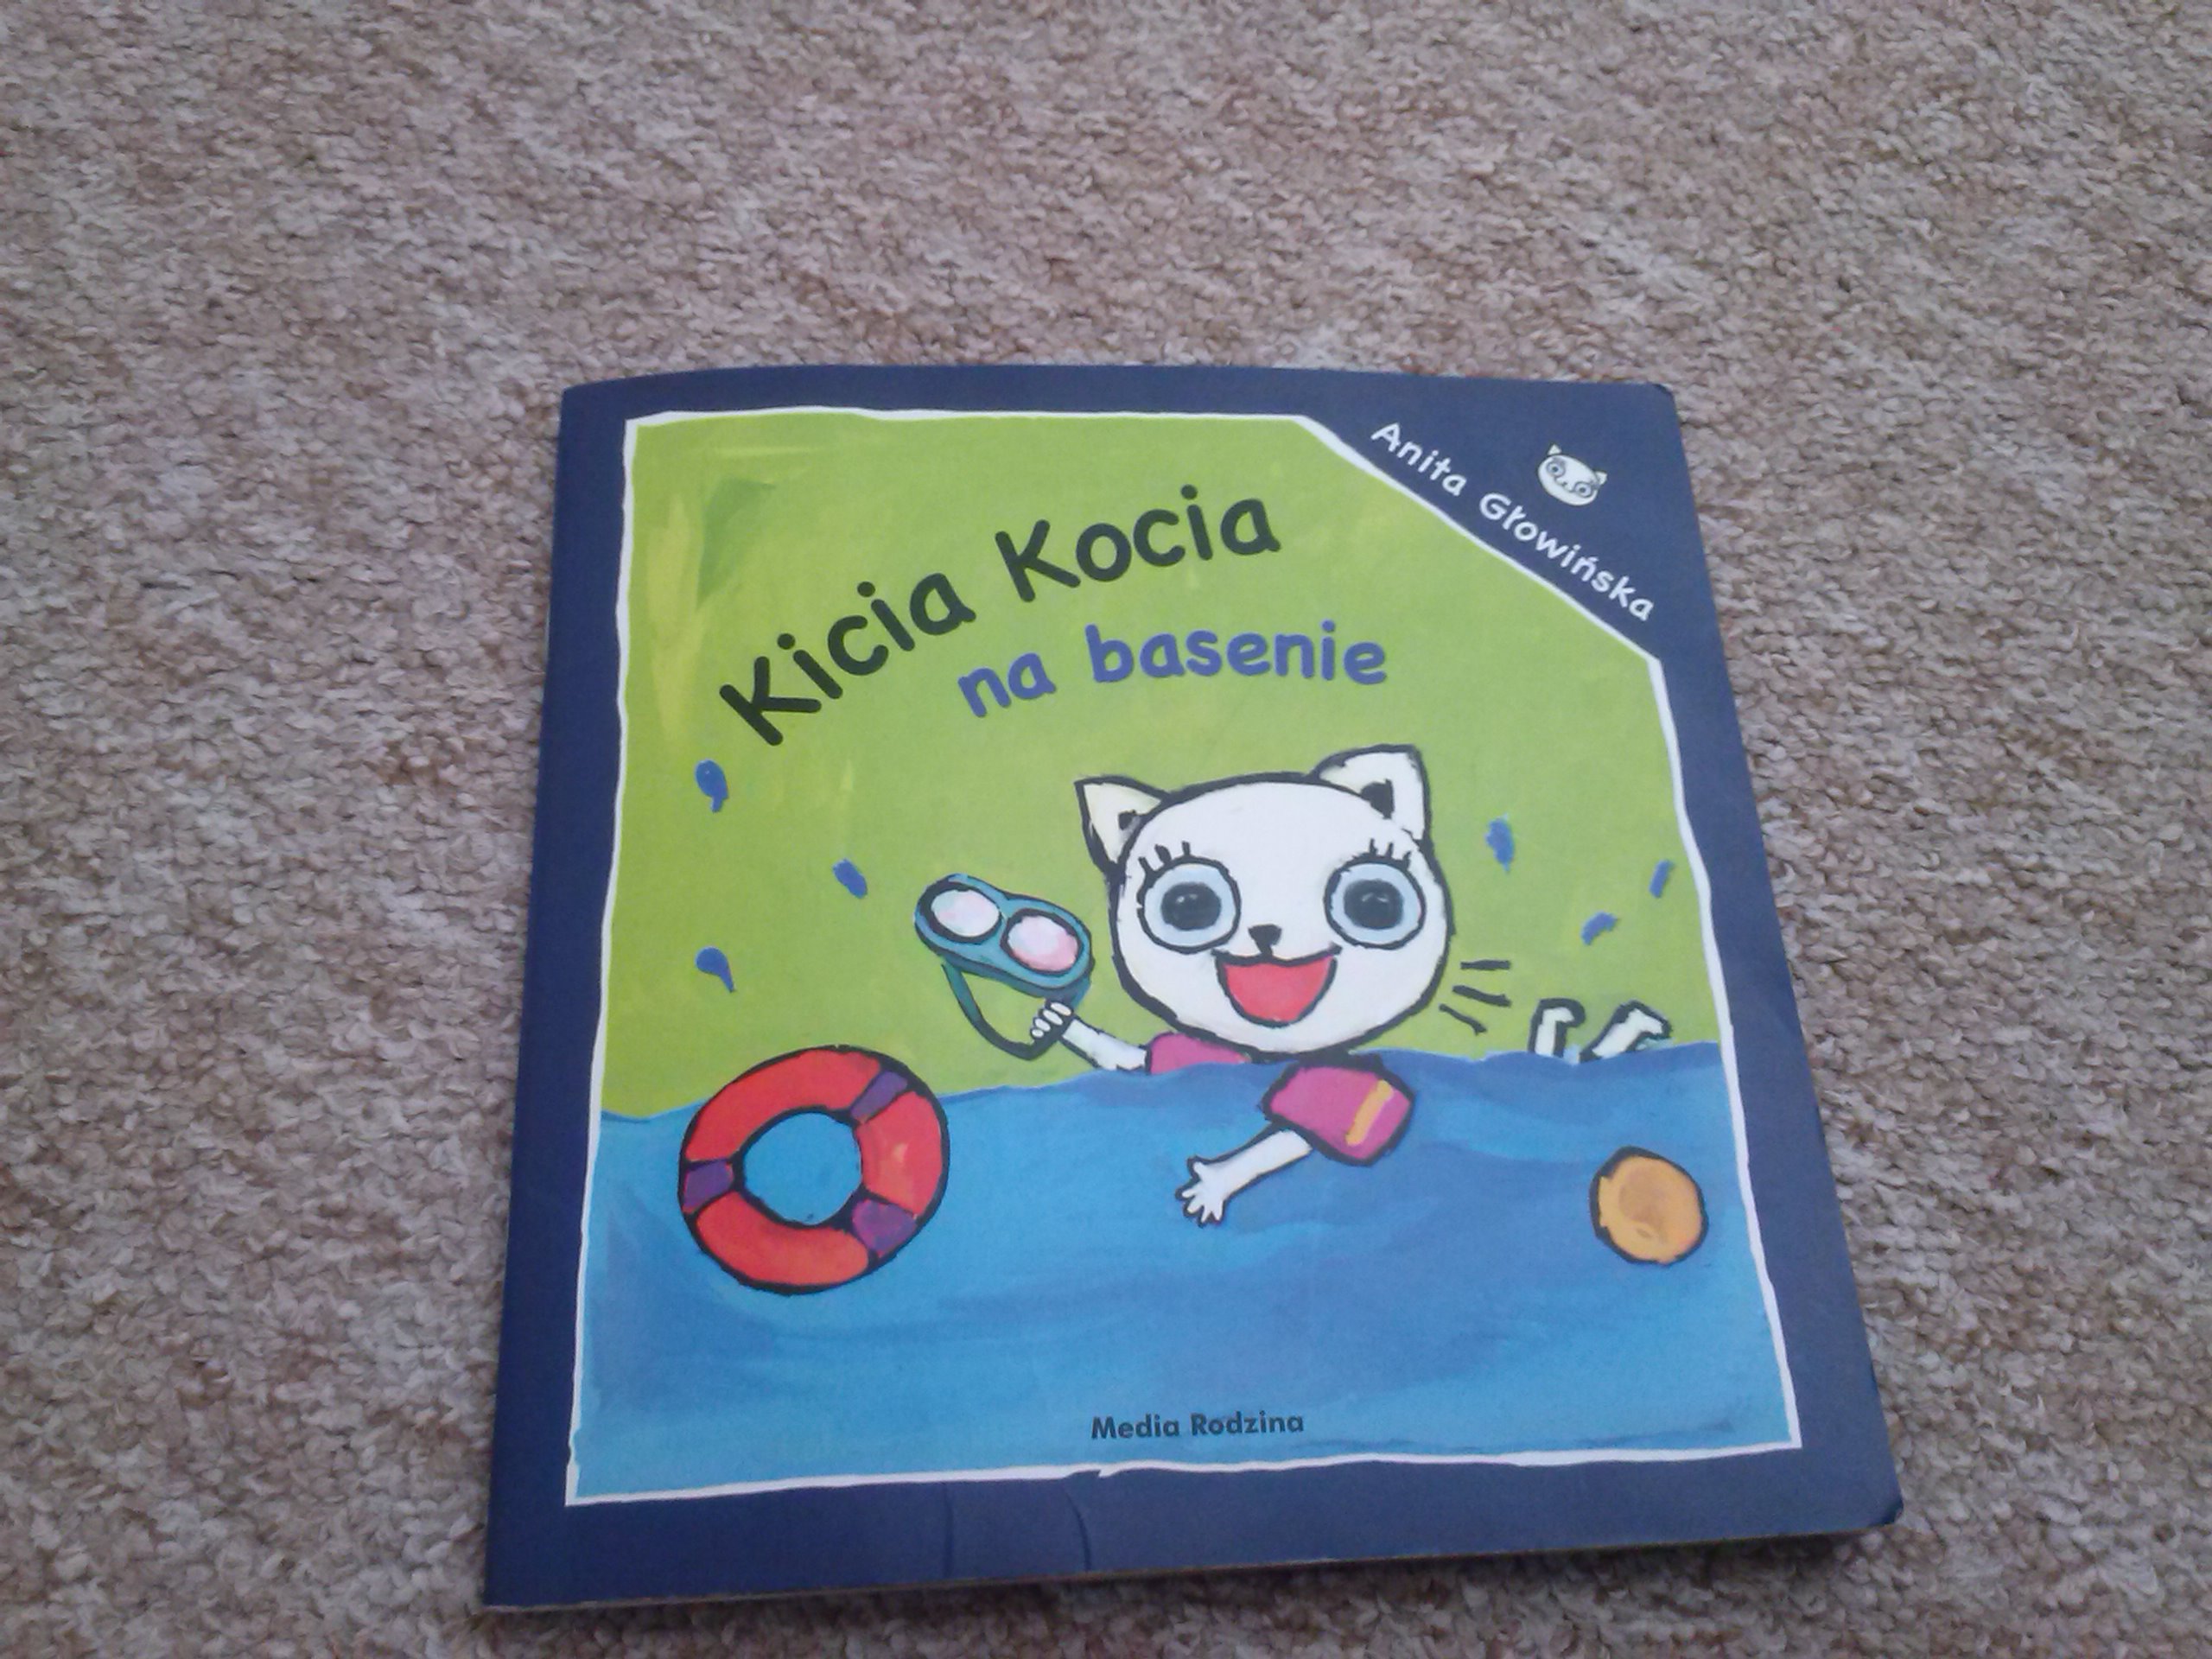 Anita Głowińska
Kicia Kocia
na basenie
Media Rodzina